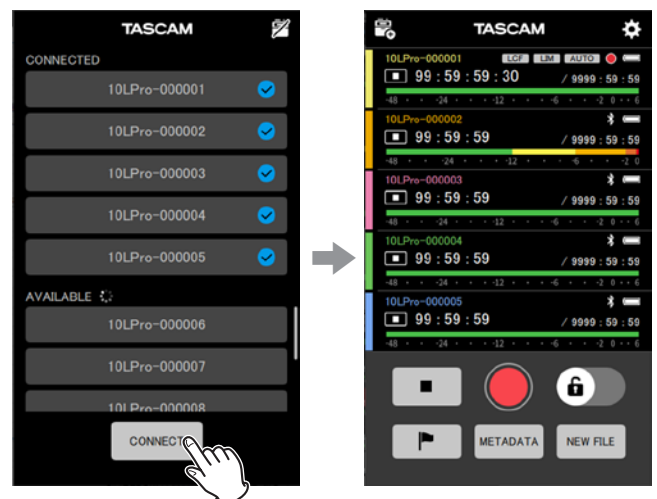 TASCAM
CONNECTED
10LPro-000001
10LPro-000002
10LPro-000003
10LPro-000004
10LPro-000005
AVAILABLE
10LPro-000006
10LPro-000007
10LPro-000008
CONNECT
TASCAM
10LPro-000001 LCF LIM AUTO
99 : 59 : 59 : 30 / 9999 : 59 : 59
-48 -24 -12 -6 -2 0 6
10LPro-000002
99 : 59 : 59 / 9999 : 59 : 59
-48 -24 -12 -6 -2 0
10LPro-000003
99 : 59 : 59 / 9999 : 59 : 59
-48 -24 -12 -6 -2 0 6
10LPro-000004
99 : 59 : 59 / 9999 : 59 : 59
-48 -24 -12 -6 -2 0 6
10LPro-000005
99 : 59 : 59 / 9999 : 59 : 59
-48 -24 -12 -6 -2 0 6
METADATA NEW FILE